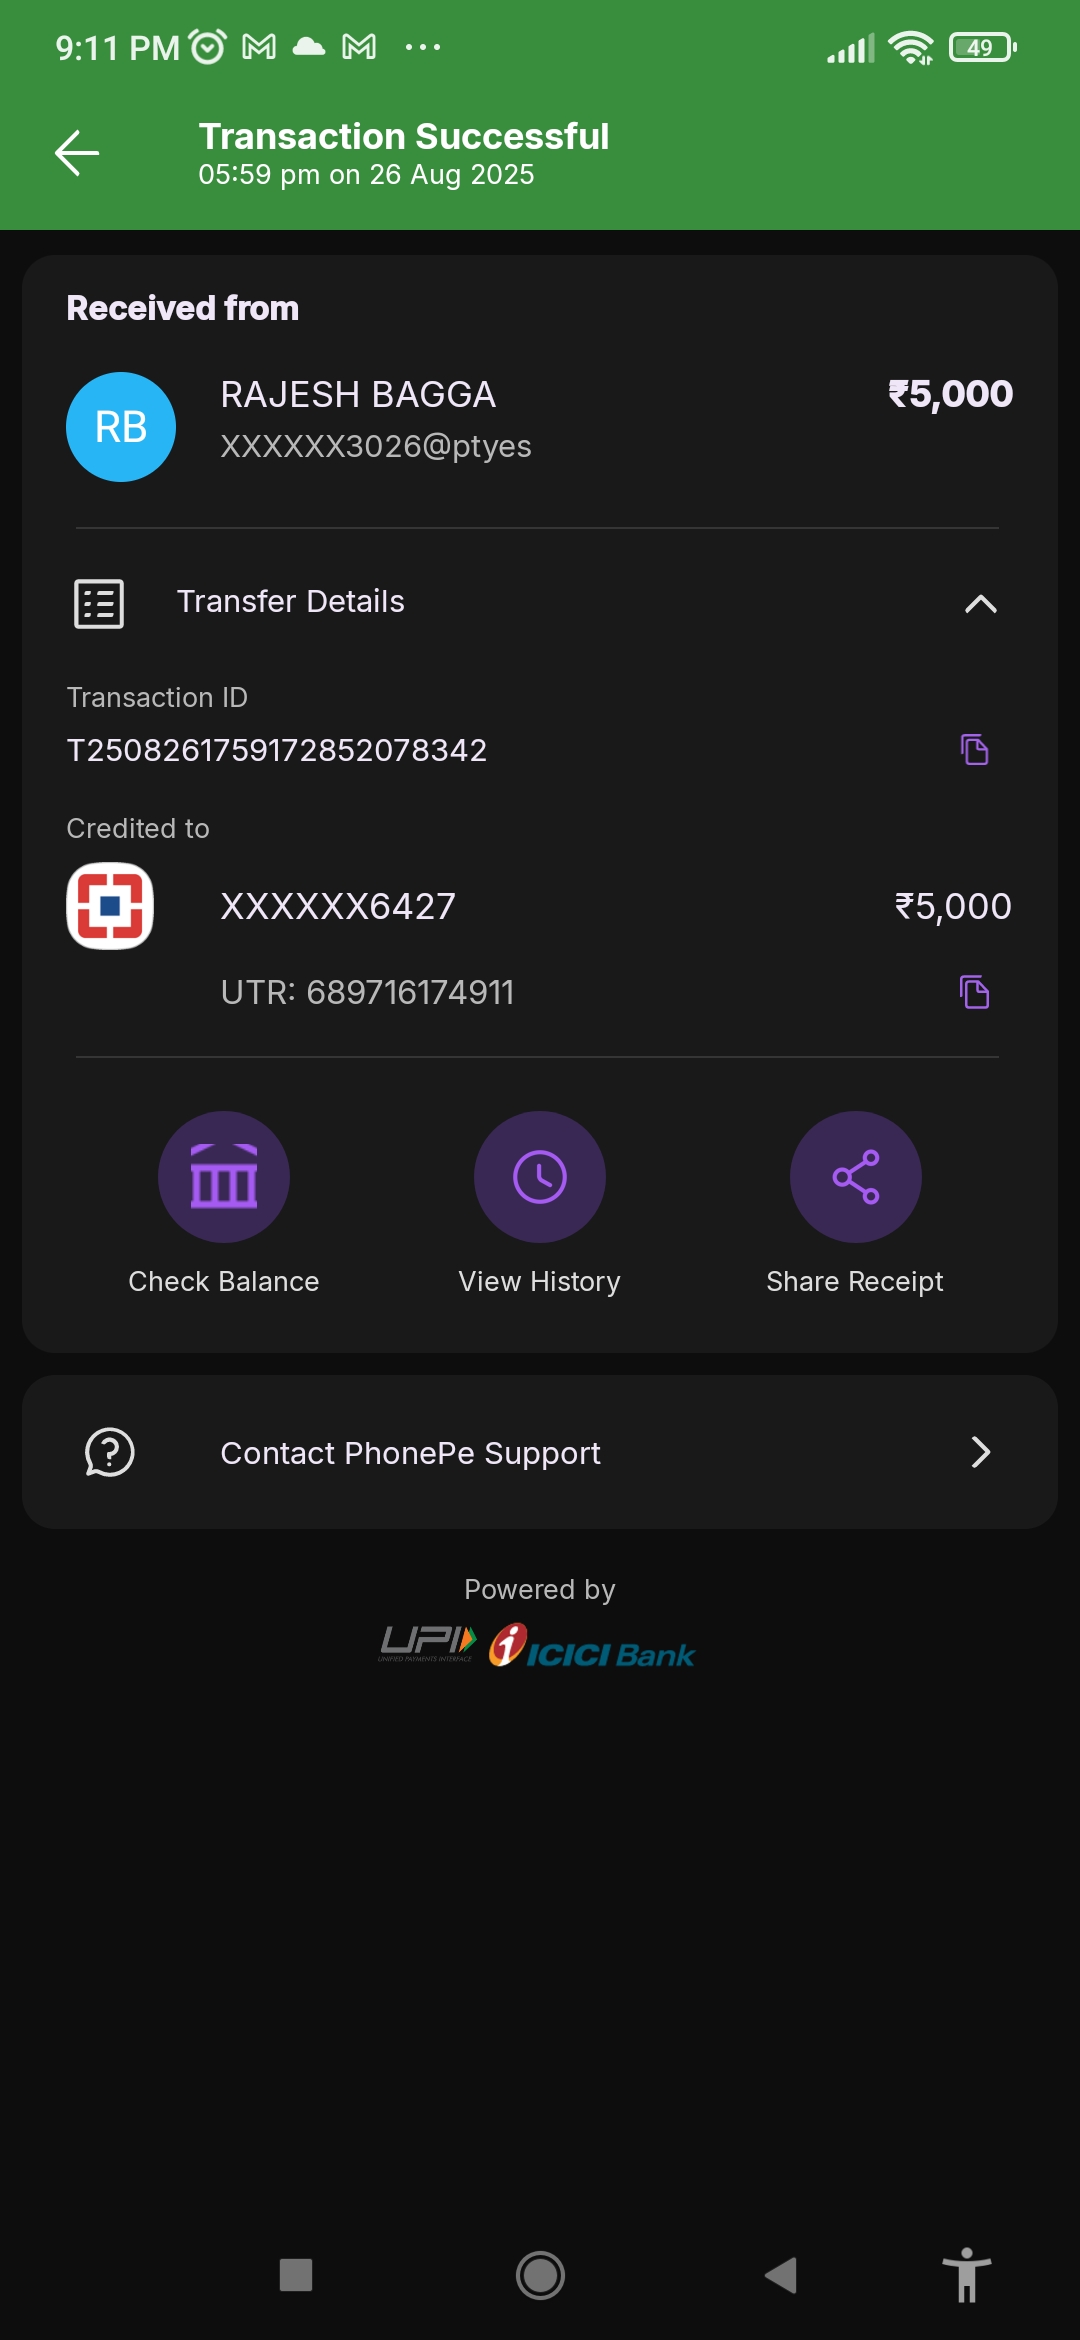 9:11 PM
49
Transaction Successful
05:59 pm on 26 Aug 2025
Received from
RB
RAJESH BAGGA
₹5,000
XXXXXX3026@ptyes
Transfer Details
Transaction ID
T2508261759172852078342
Credited to
XXXXXX6427
₹5,000
UTR: 689716174911
Check Balance
View History
Share Receipt
Contact PhonePe Support
Powered by
UPI
UNIFIED PAYMENTS INTERFACE
ICICI Bank